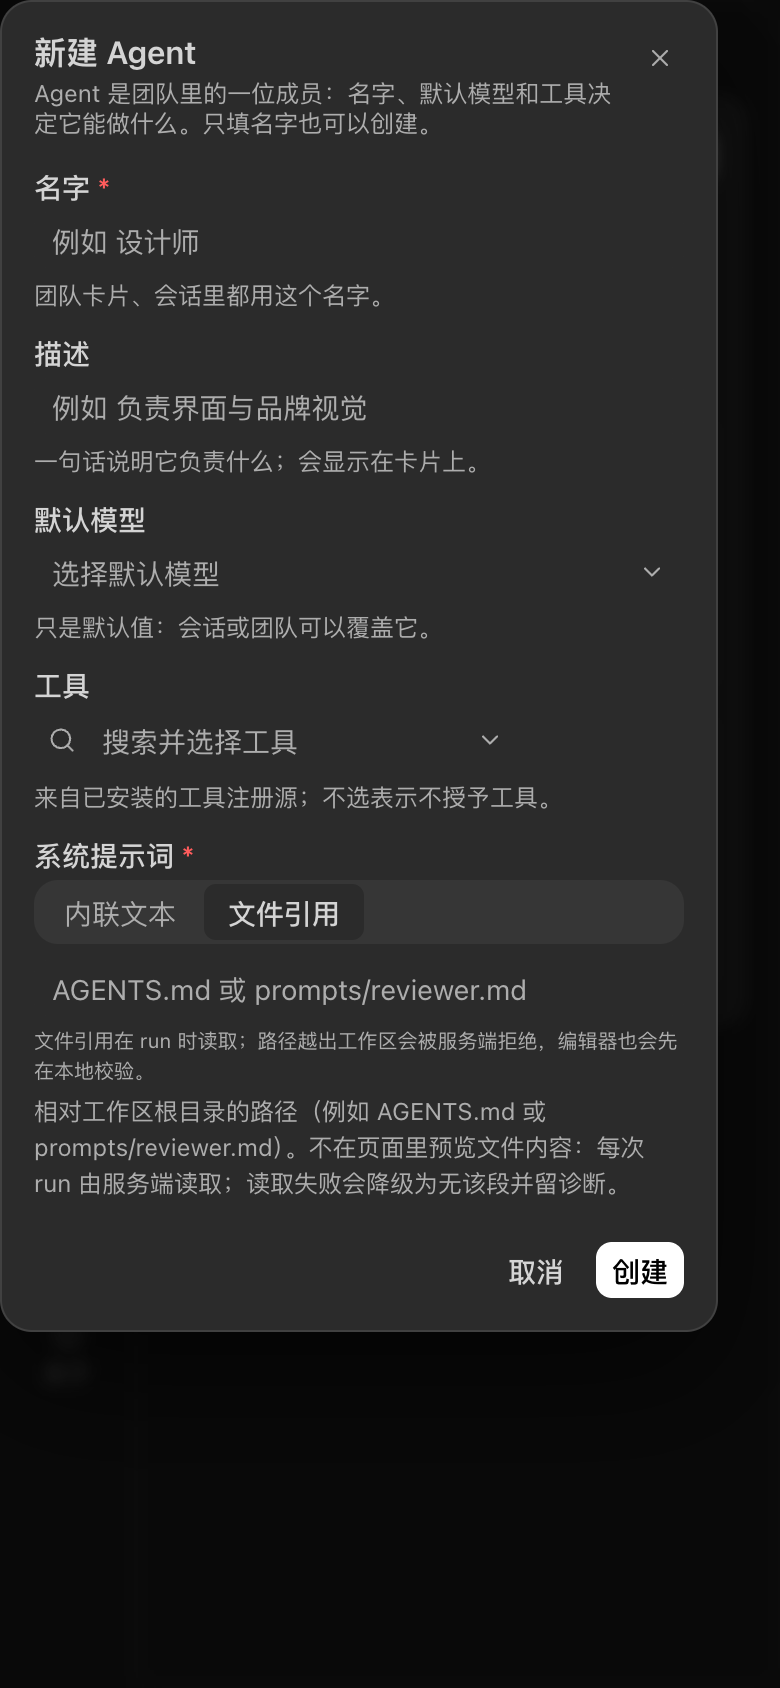 新建 Agent
Agent 是团队里的一位成员：名字、默认模型和工具决
定它能做什么。只填名字也可以创建。
名字 *
例如 设计师
团队卡片、会话里都用这个名字。
描述
例如 负责界面与品牌视觉
一句话说明它负责什么；会显示在卡片上。
默认模型
选择默认模型
只是默认值：会话或团队可以覆盖它。
工具
搜索并选择工具
来自已安装的工具注册源；不选表示不授予工具。
系统提示词 *
内联文本 文件引用
AGENTS.md 或 prompts/reviewer.md
文件引用在 run 时读取；路径越出工作区会被服务端拒绝，编辑器也会先
在本地校验。
相对工作区根目录的路径（例如 AGENTS.md 或
prompts/reviewer.md）。不在页面里预览文件内容：每次
run 由服务端读取；读取失败会降级为无该段并留诊断。
取消 创建